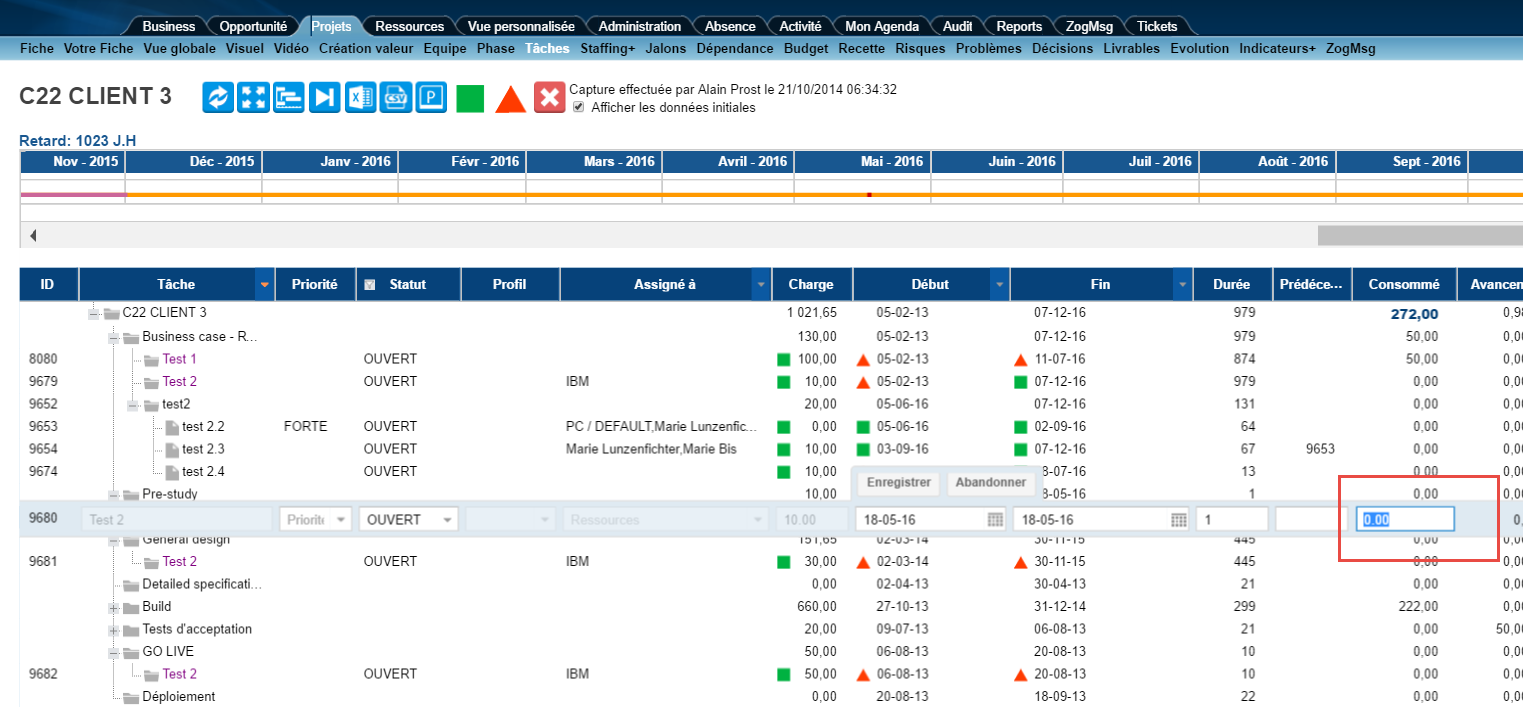 Business Opportunité Projets Ressources Vue personnalisée Administration Absence Activité Mon Agenda Audit Reports ZogMsg Tickets
Fiche Votre Fiche Vue globale Visuel Vidéo Création valeur Equipe Phase Tâches Staffing+ Jalons Dépendance Budget Recette Risques Problèmes Décisions Livrables Evolution Indicateurs+ ZogMsg
C22 CLIENT 3
X CSV P
Capture effectuée par Alain Prost le 21/10/2014 06:34:32
Afficher les données initiales
Retard: 1023 J.H
Nov - 2015 Déc - 2015 Janv - 2016 Févr - 2016 Mars - 2016 Avril - 2016 Mai - 2016 Juin - 2016 Juil - 2016 Août - 2016 Sept - 2016
ID Tâche Priorité Statut Profil Assigné à Charge Début Fin Durée Prédéce... Consommé Avancen
C22 CLIENT 3 1 021,65 05-02-13 07-12-16 979 272,00 0,98
Business case - R... 130,00 05-02-13 07-12-16 979 50,00 0,00
8080 Test 1 OUVERT 100,00 05-02-13 11-07-16 874 50,00 0,00
9679 Test 2 OUVERT IBM 10,00 05-02-13 07-12-16 979 0,00 0,00
9652 test2 20,00 05-06-16 07-12-16 131 0,00 0,00
9653 test 2.2 FORTE OUVERT PC / DEFAULT,Marie Lunzenfic... 0,00 05-06-16 02-09-16 64 0,00 0,00
9654 test 2.3 OUVERT Marie Lunzenfichter,Marie Bis 10,00 03-09-16 07-12-16 67 9653 0,00 0,00
9674 test 2.4 OUVERT 10,00 8-07-16 13 0,00 0,00
Enregistrer Abandonner
Pre-study 10,00 8-05-16 1 0,00 0,00
9680 Test 2 Priorité OUVERT Ressources 10.00 18-05-16 18-05-16 1 0.00 0,
General design 151,65 02-03-14 30-11-15 445 0,00 0,00
9681 Test 2 OUVERT IBM 30,00 02-03-14 30-11-15 445 0,00 0,00
Detailed specificati... 0,00 02-04-13 30-04-13 21 0,00 0,00
Build 660,00 27-10-13 31-12-14 299 222,00 0,00
Tests d'acceptation 20,00 09-07-13 06-08-13 21 0,00 50,00
GO LIVE 50,00 06-08-13 20-08-13 10 0,00 0,00
9682 Test 2 OUVERT IBM 50,00 06-08-13 20-08-13 10 0,00 0,00
Déploiement 0,00 20-08-13 18-09-13 22 0,00 0,00